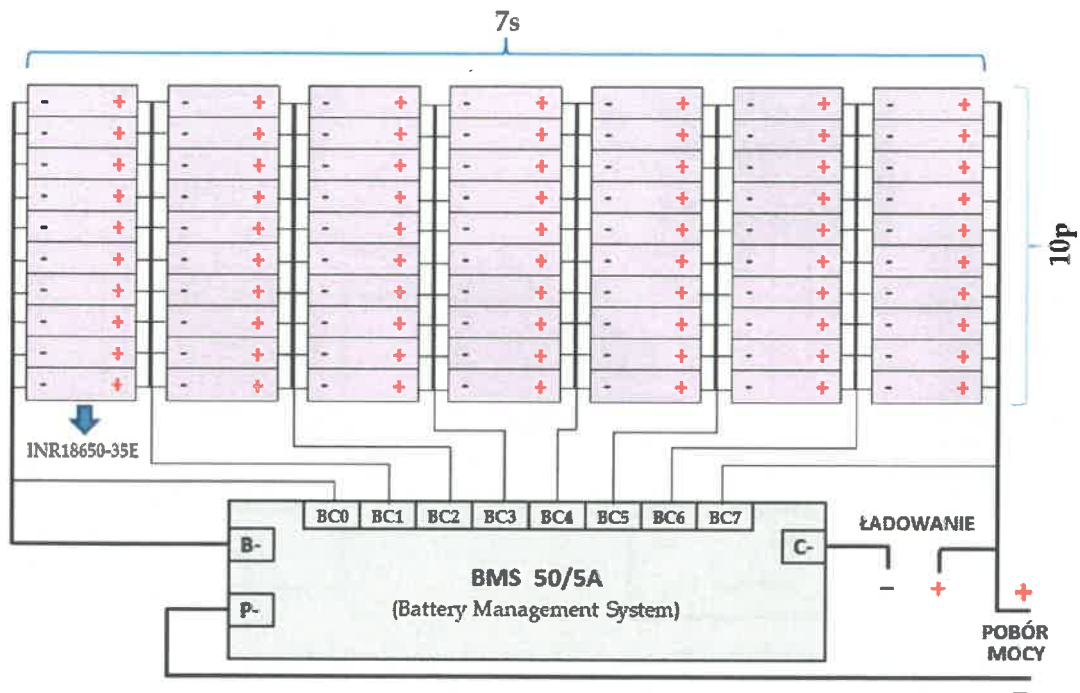 7s
- + - + - + - + - + - + - +
- + - + - + - + - + - + - +
- + - + - + - + - + - + - +
- + - + - + - + - + - + - +
- + - + - + - + - + - + - +
- + - + - + - + - + - + - +
- + - + - + - + - + - + - +
- + - + - + - + - + - + - +
- + - + - + - + - + - + - +
- + - + - + - + - + - + - +
10p
INR18650-35E
BC0 BC1 BC2 BC3 BC4 BC5 BC6 BC7
ŁADOWANIE
B-
C-
BMS 50/5A
(Battery Management System)
- + +
P-
POBÓR
MOCY
-